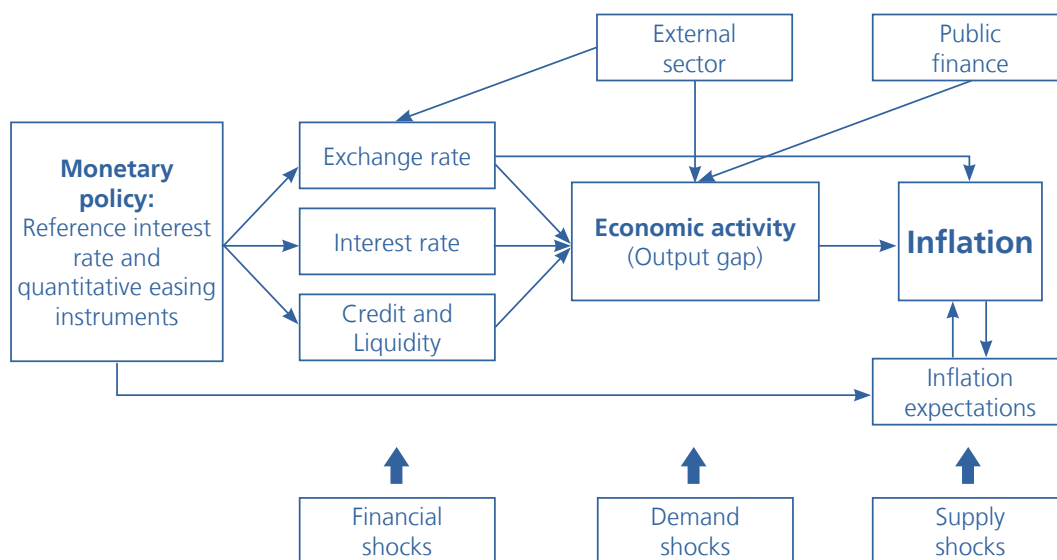 External
sector
Public
finance
Monetary
policy:
Reference interest
rate and
quantitative easing
instruments
Exchange rate
Interest rate
Credit and
Liquidity
Economic activity
(Output gap)
Inflation
Inflation
expectations
Financial
shocks
Demand
shocks
Supply
shocks